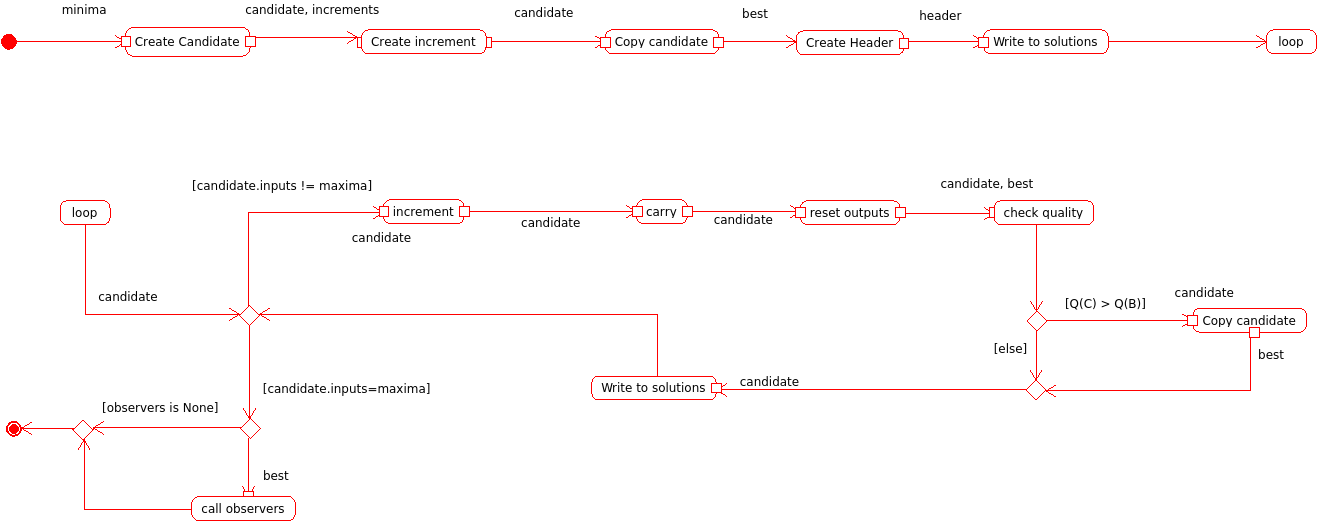 minima
candidate, increments
candidate
best
header
Create Candidate
Create increment
Copy candidate
Create Header
Write to solutions
loop
[candidate.inputs != maxima]
candidate, best
loop
increment
carry
reset outputs
check quality
candidate
candidate
candidate
candidate
[Q(C) > Q(B)]
candidate
Copy candidate
[else]
best
[candidate.inputs=maxima]
Write to solutions
candidate
[observers is None]
best
call observers